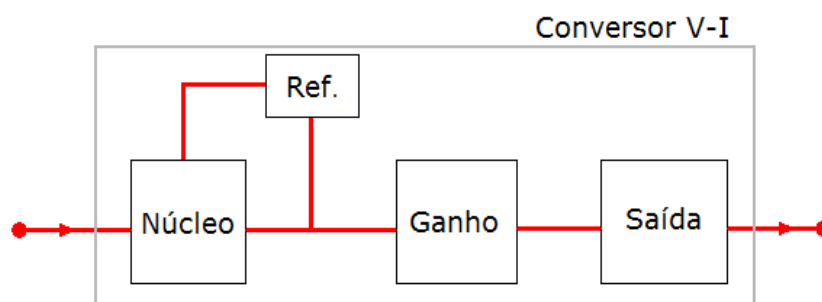 Conversor V-I
Ref.
Núcleo
Ganho
Saída